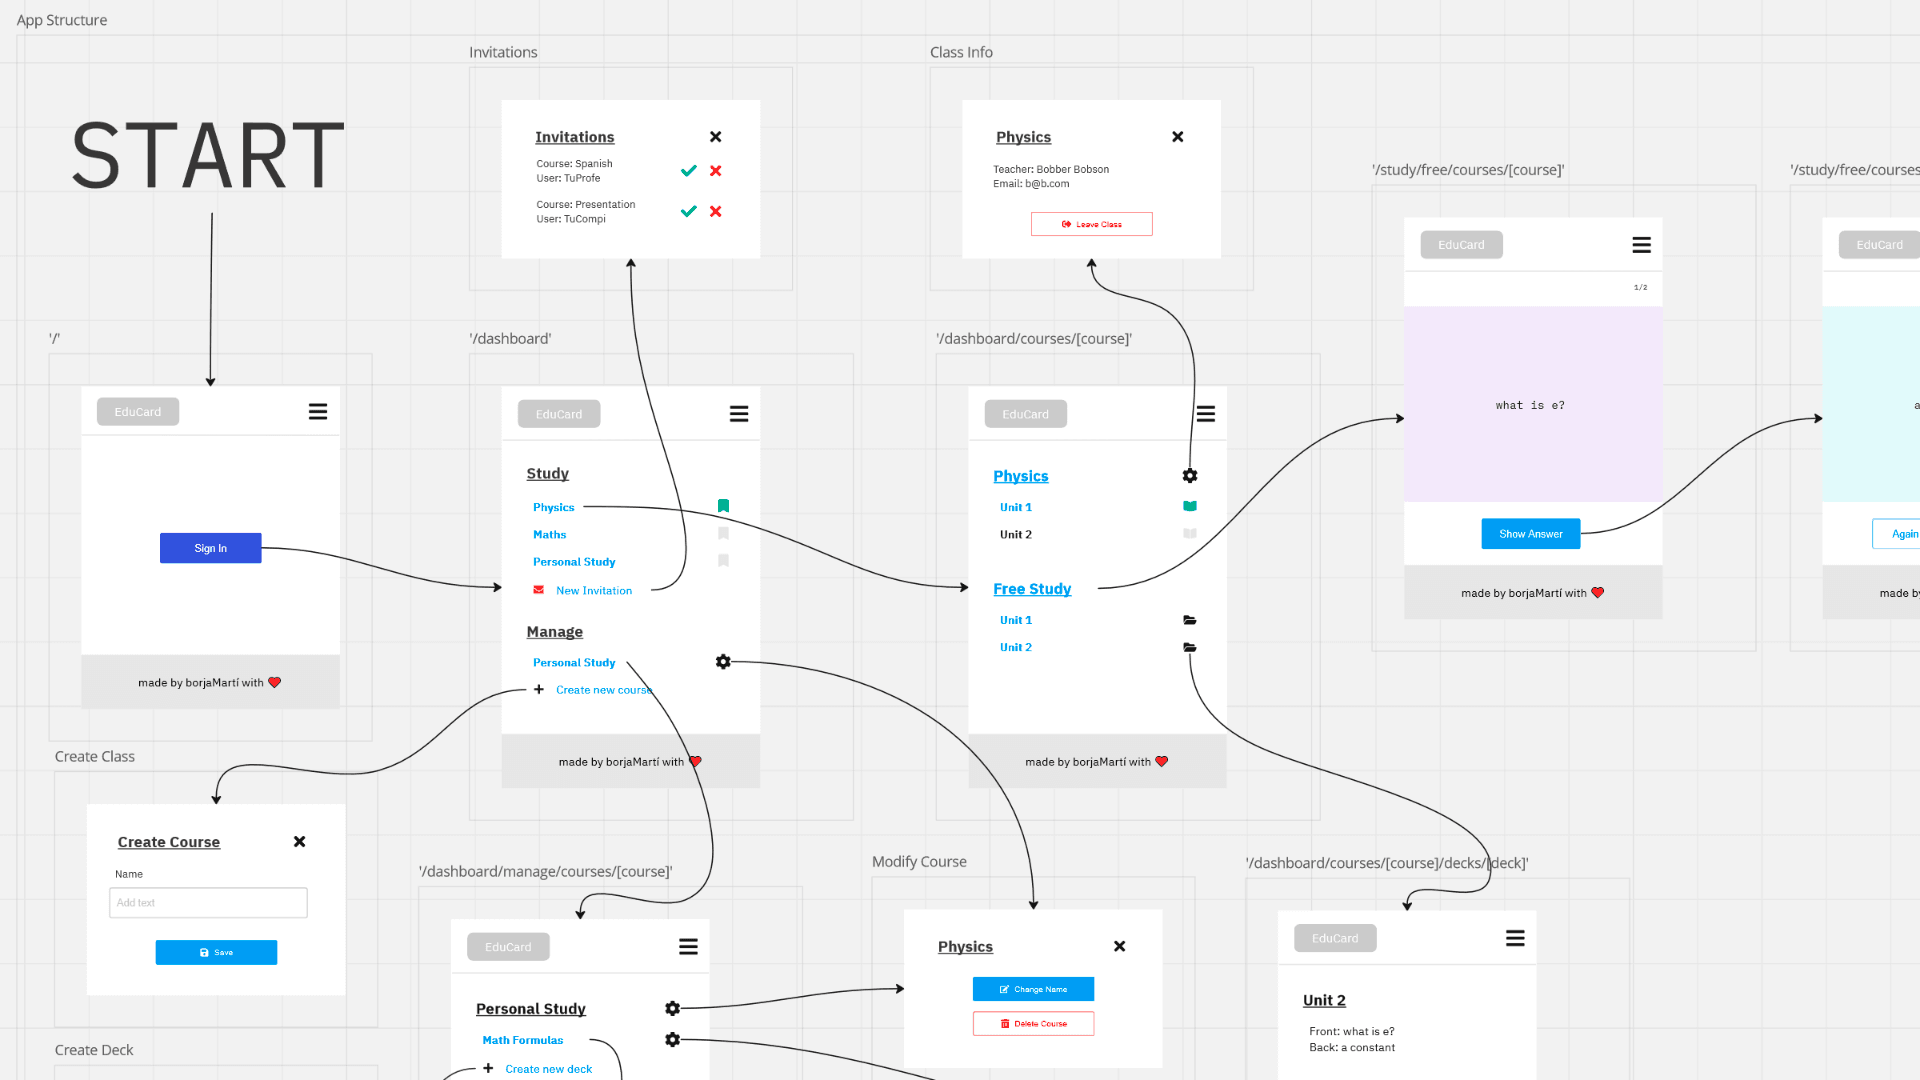 App Structure
START
Invitations
Invitations
Course: Spanish
User: TuProfe
Course: Presentation
User: TuCompi
Class Info
Physics
Teacher: Bobber Bobson
Email: b@b.com
Leave Class
'/study/free/courses/[course]'
EduCard
1/2
what is e?
Show Answer
made by borjaMartí with
'/study/free/courses
EduCard
a
Again
made by
'/'
EduCard
Sign In
made by borjaMartí with
'/dashboard'
EduCard
Study
Physics
Maths
Personal Study
New Invitation
Manage
Personal Study
Create new course
made by borjaMartí with
'/dashboard/courses/[course]'
EduCard
Physics
Unit 1
Unit 2
Free Study
Unit 1
Unit 2
made by borjaMartí with
Create Class
Create Course
Name
Add text
Save
'/dashboard/manage/courses/[course]'
EduCard
Personal Study
Math Formulas
Create new deck
Modify Course
Physics
Change Name
Delete Course
'/dashboard/courses/[course]/decks/[deck]'
EduCard
Unit 2
Front: what is e?
Back: a constant
Create Deck